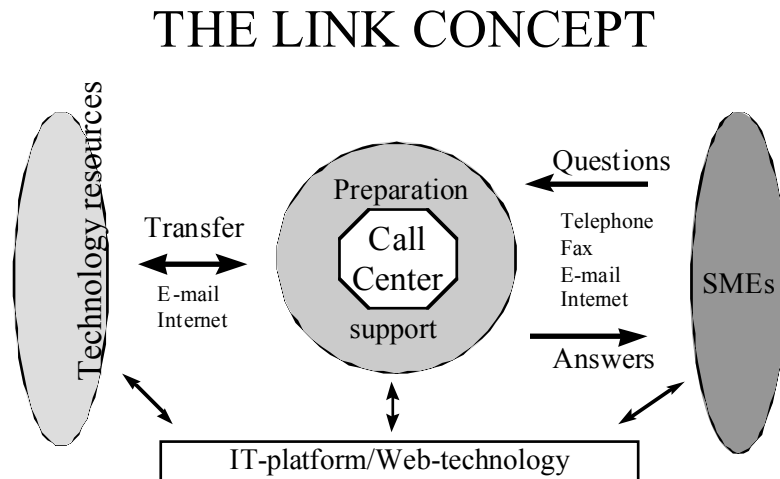 THE LINK CONCEPT
Technology resources
Transfer
E-mail
Internet
Preparation
Call
Center
support
Questions
Telephone
Fax
E-mail
Internet
Answers
SMEs
IT-platform/Web-technology